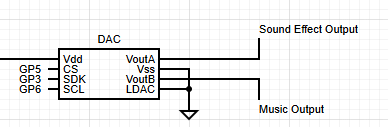 Sound Effect Output
DAC
Vdd VoutA
GP5 CS Vss
GP3 SDK VoutB
GP6 SCL LDAC
Music Output